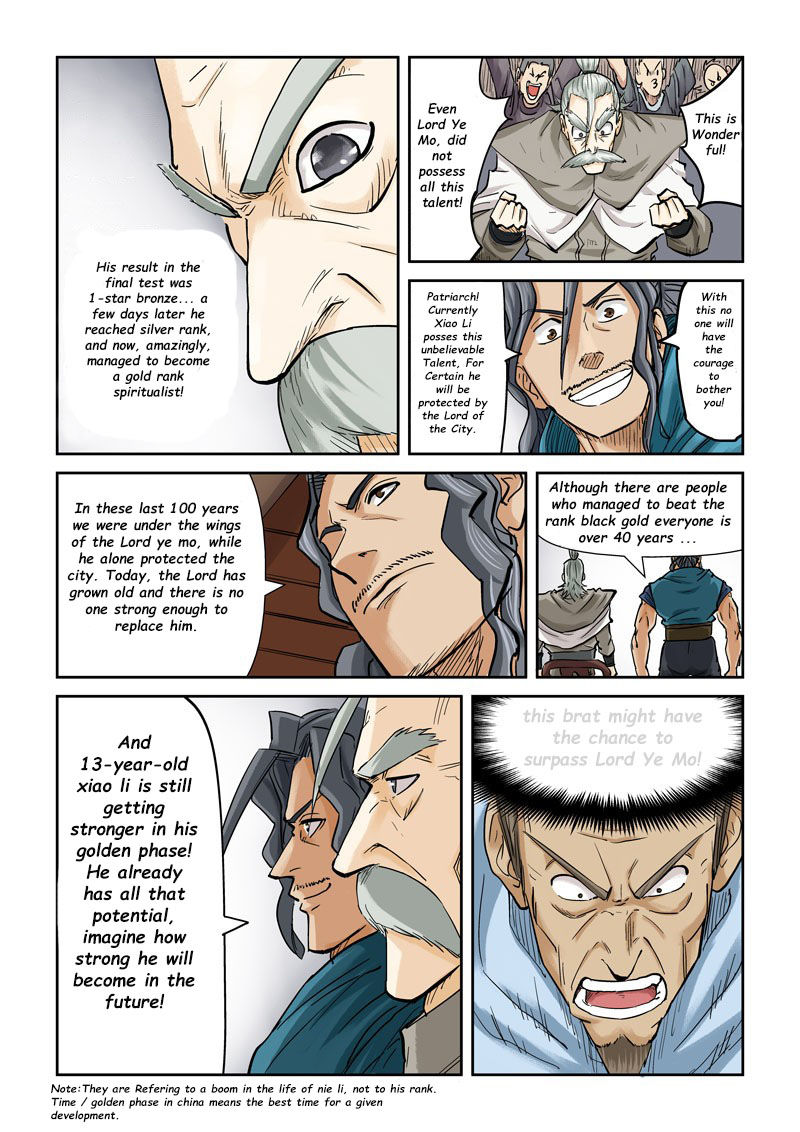 His result in the
final test was
1-star bronze... a
few days later he
reached silver rank,
and now, amazingly,
managed to become
a gold rank
spiritualist!
Even
Lord Ye
Mo, did
not
possess
all this
talent!
This is
Wonder
ful!
Patriarch!
Currently
Xiao Li
posses this
unbelievable
Talent, For
Certain he
will be
protected by
the Lord of
the City.
With
this no
one will
have
the
courage
to
bother
you!
In these last 100 years
we were under the wings
of the Lord ye mo, while
he alone protected the
city. Today, the Lord has
grown old and there is no
one strong enough to
replace him.
Although there are people
who managed to beat the
rank black gold everyone is
over 40 years ...
And
13-year-old
xiao li is still
getting
stronger in his
golden phase!
He already
has all that
potential,
imagine how
strong he will
become in the
future!
this brat might have
the chance to
surpass Lord Ye Mo!
Note:They are Refering to a boom in the life of nie li, not to his rank.
Time / golden phase in china means the best time for a given
development.